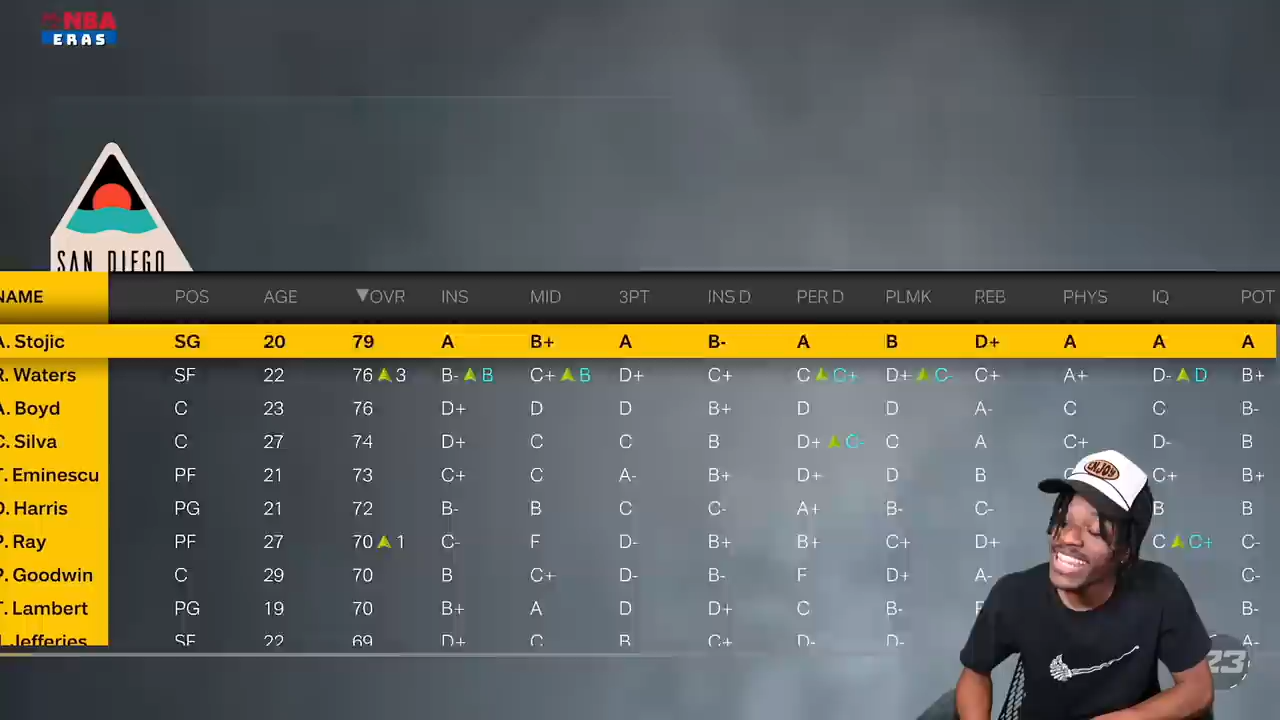 NBA
ERAS
SAN DIEGO
NAME POS AGE OVR INS MID 3PT INS D PER D PLMK REB PHYS IQ POT
A. Stojic SG 20 79 A B+ A B- A B D+ A A A
R. Waters SF 22 76 3 B- B C+ B D+ C+ C C+ D+ C- C+ A+ D- D B+
A. Boyd C 23 76 D+ D D B+ D D A- C C B-
C. Silva C 27 74 D+ C C B D+ C- C A C+ D- B
T. Eminescu PF 21 73 C+ C A- B+ D+ D B C+ B+
D. Harris PG 21 72 B- B C C- A+ B- C- B B
P. Ray PF 27 70 1 C- F D- B+ B+ C+ D+ C C+ C-
P. Goodwin C 29 70 B C+ D- B- F D+ A- C-
T. Lambert PG 19 70 B+ A D D+ C B- B-
Jefferies SF 22 69 D+ C B C+ D- D- A-
ENJOY
23